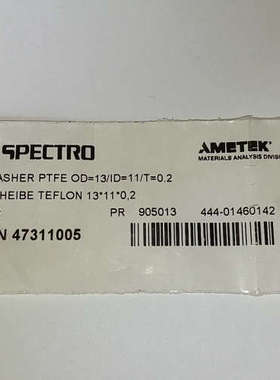 SPECTRO
AMETEK
MATERIALS ANALYSIS DIVIS
ASHER PTFE OD=13/ID=11/T=0.2
HEIBE TEFLON 13*11*0,2
PR 905013 444-01460142
N 47311005